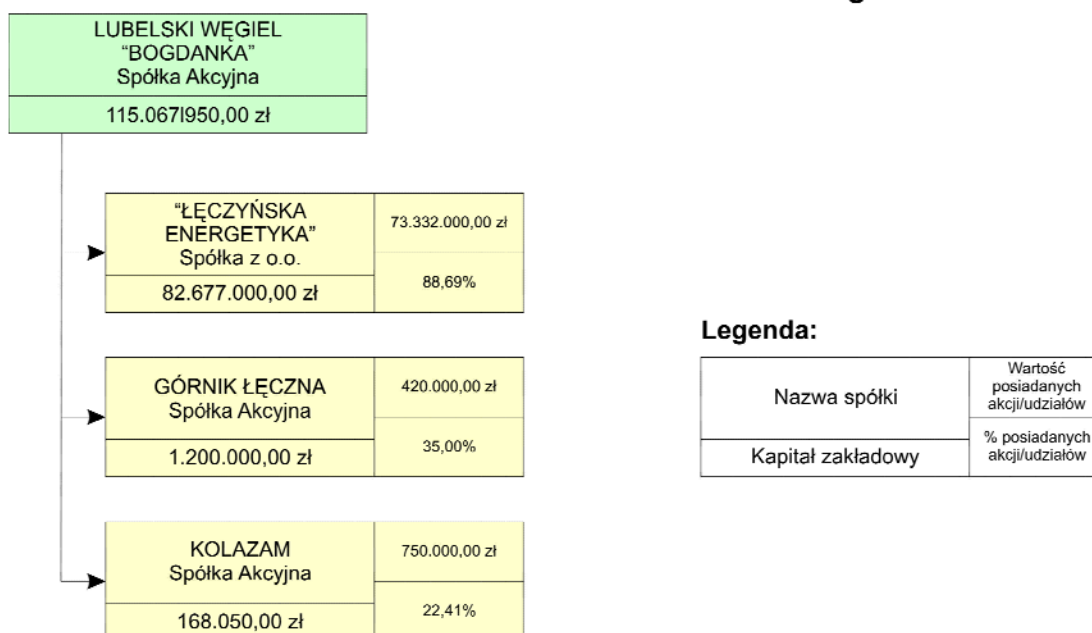 LUBELSKI WĘGIEL
“BOGDANKA”
Spółka Akcyjna
115.067I950,00 zł
“ŁĘCZYŃSKA
ENERGETYKA”
Spółka z o.o.
82.677.000,00 zł
73.332.000,00 zł
88,69%
GÓRNIK ŁĘCZNA
Spółka Akcyjna
1.200.000,00 zł
420.000,00 zł
35,00%
KOLAZAM
Spółka Akcyjna
168.050,00 zł
750.000,00 zł
22,41%
Legenda:
Nazwa spółki
Kapitał zakładowy
Wartość
posiadanych
akcji/udziałów
% posiadanych
akcji/udziałów